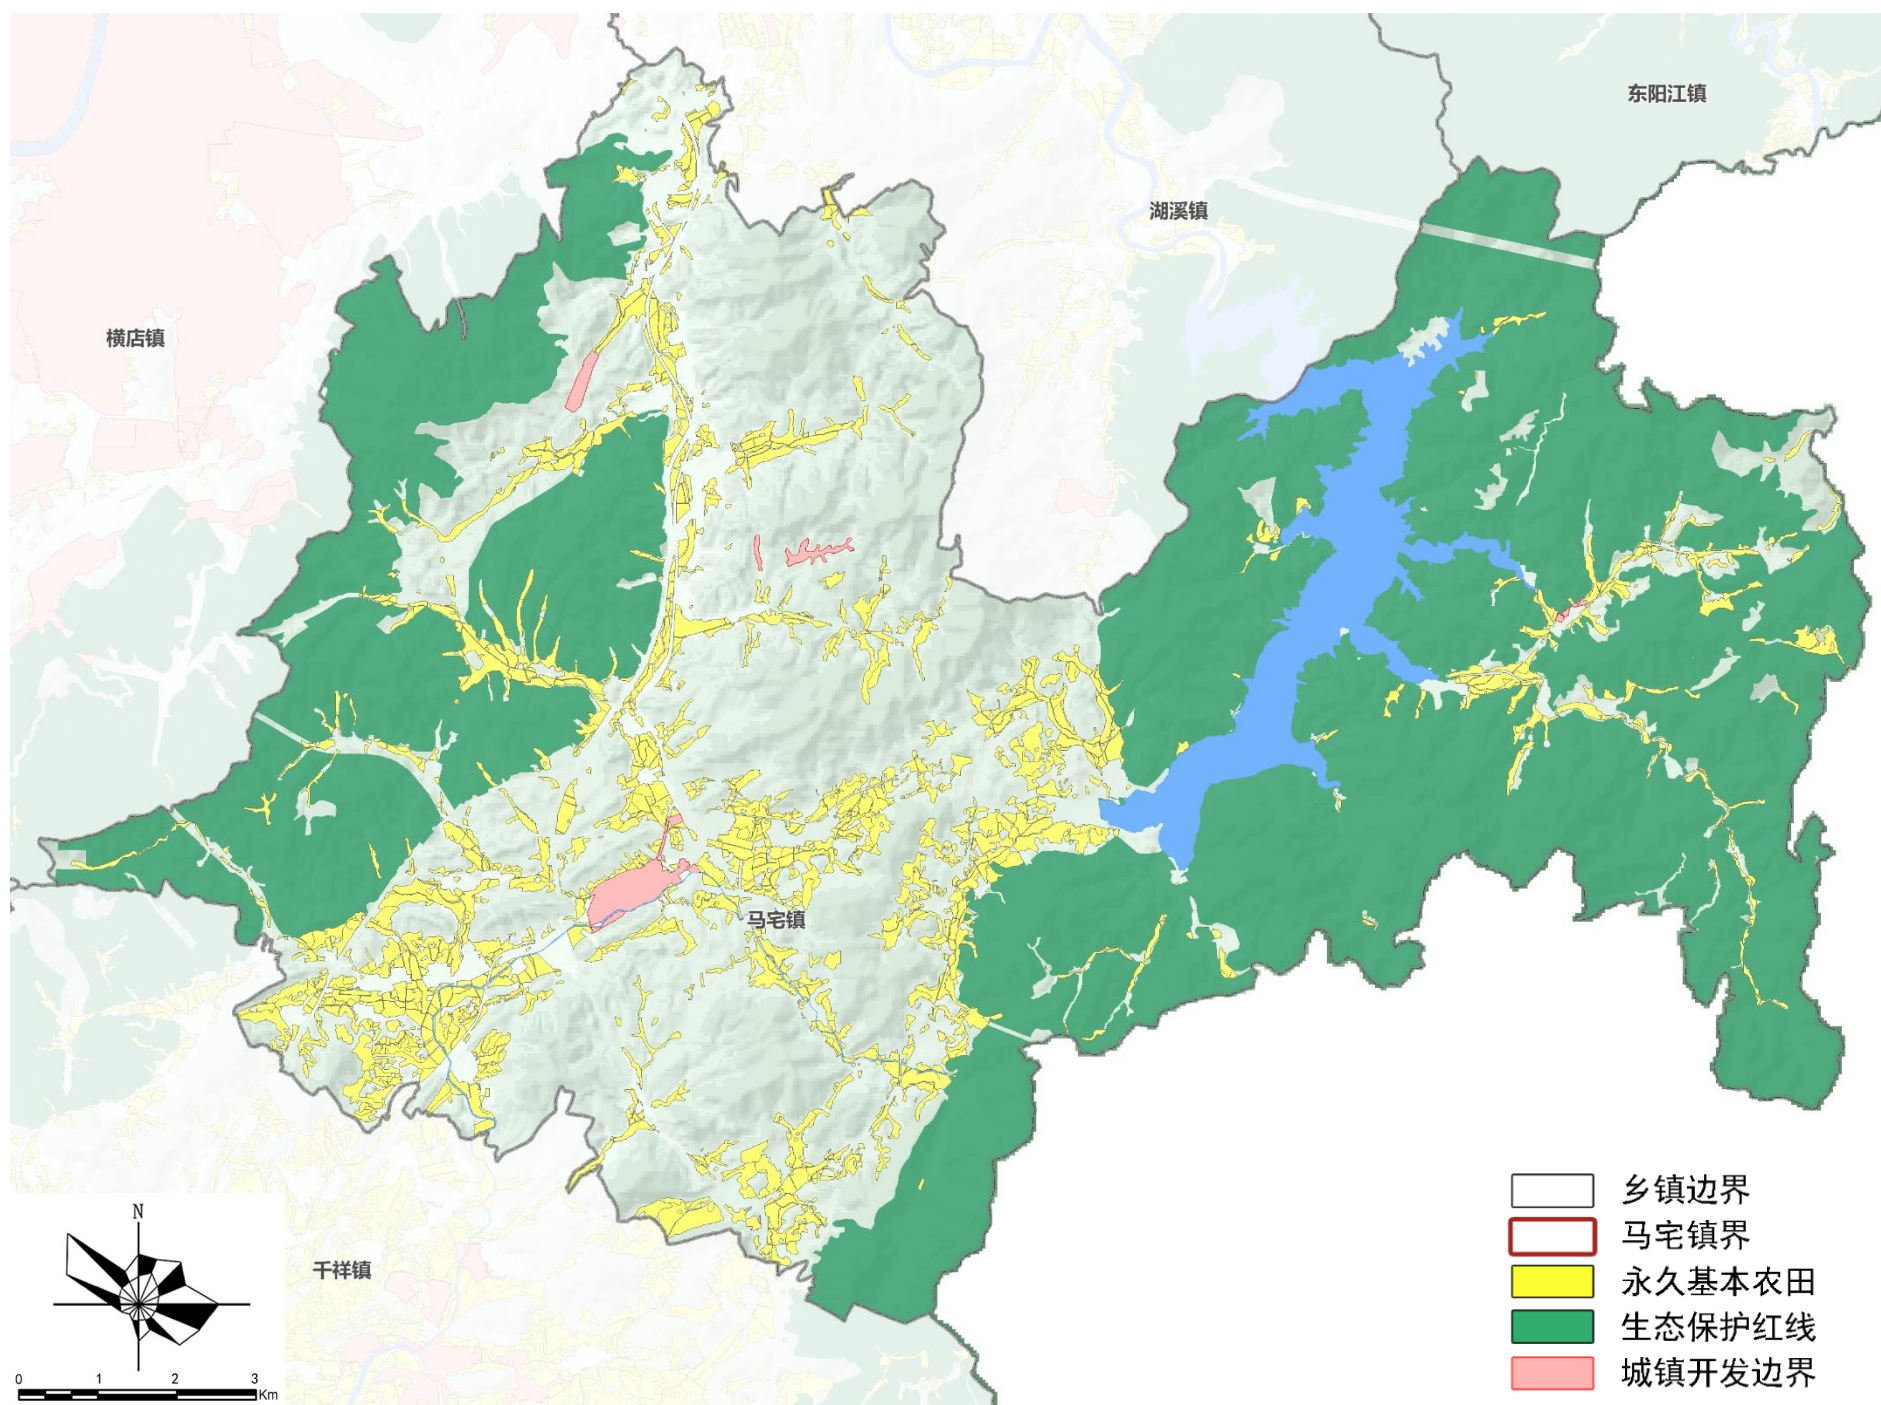 东阳江镇
湖溪镇
横店镇
马宅镇
千祥镇
N
0 1 2 3 Km
乡镇边界
马宅镇界
永久基本农田
生态保护红线
城镇开发边界